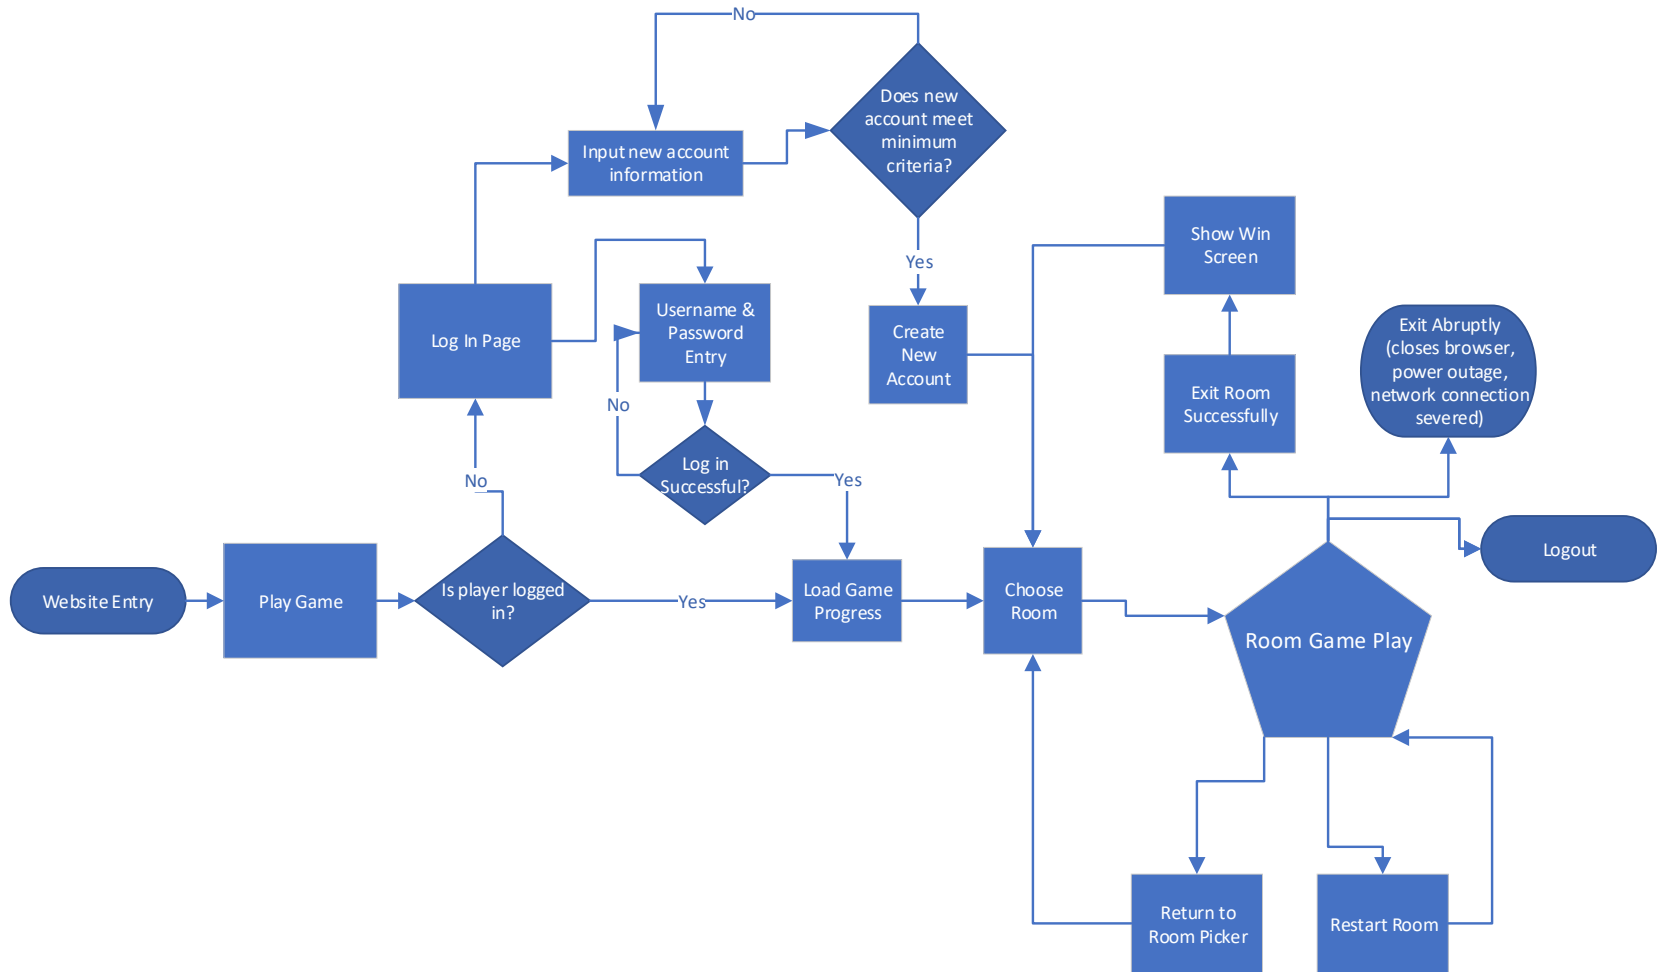 No
Does new
account meet
minimum
criteria?
Input new account
information
Yes
Show Win
Screen
Username &
Password
Entry
Log In Page
Create
New
Account
Exit Abruptly
(closes browser,
power outage,
network connection
severed)
Exit Room
Successfully
No
Log in
Successful?
Yes
No
Logout
Website Entry
Play Game
Is player logged
in?
Yes
Load Game
Progress
Choose
Room
Room Game Play
Return to
Room Picker
Restart Room